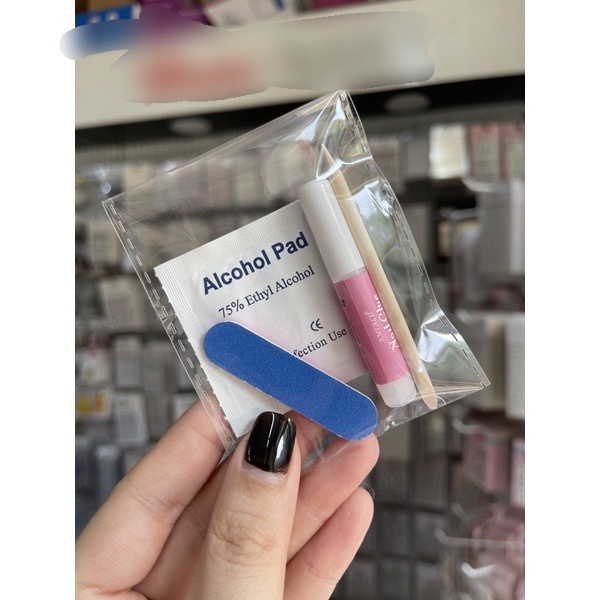 Alcohol Pad
75% Ethyl Alcohol
CE
fection Use
Nail Glue